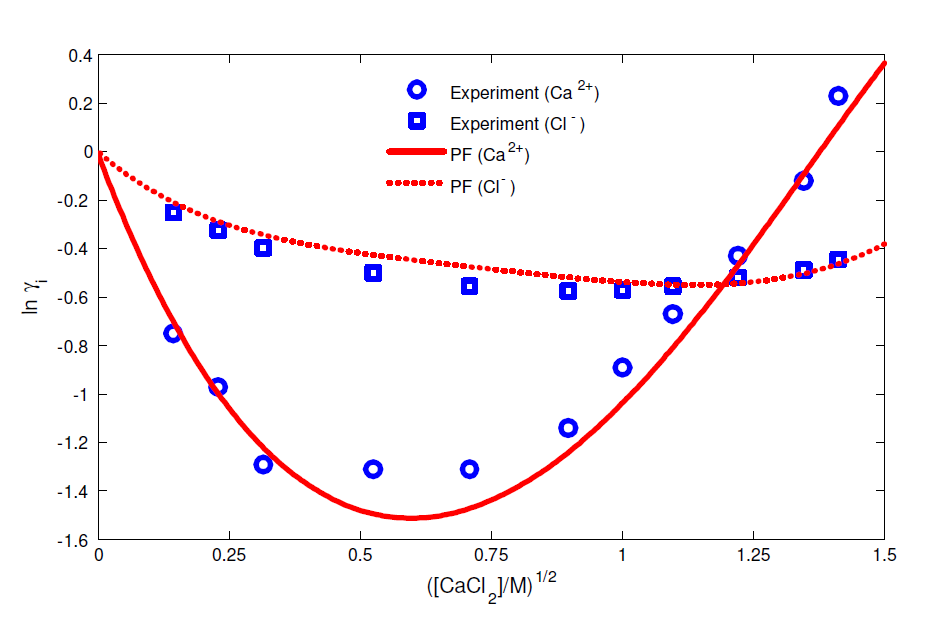 0.4
0.2
0
-0.2
-0.4
-0.6
-0.8
-1
-1.2
-1.4
-1.6
ln γi
Experiment (Ca 2+)
Experiment (Cl -)
PF (Ca2+)
PF (Cl-)
0 0.25 0.5 0.75 1 1.25 1.5
([CaCl2]/M)1/2